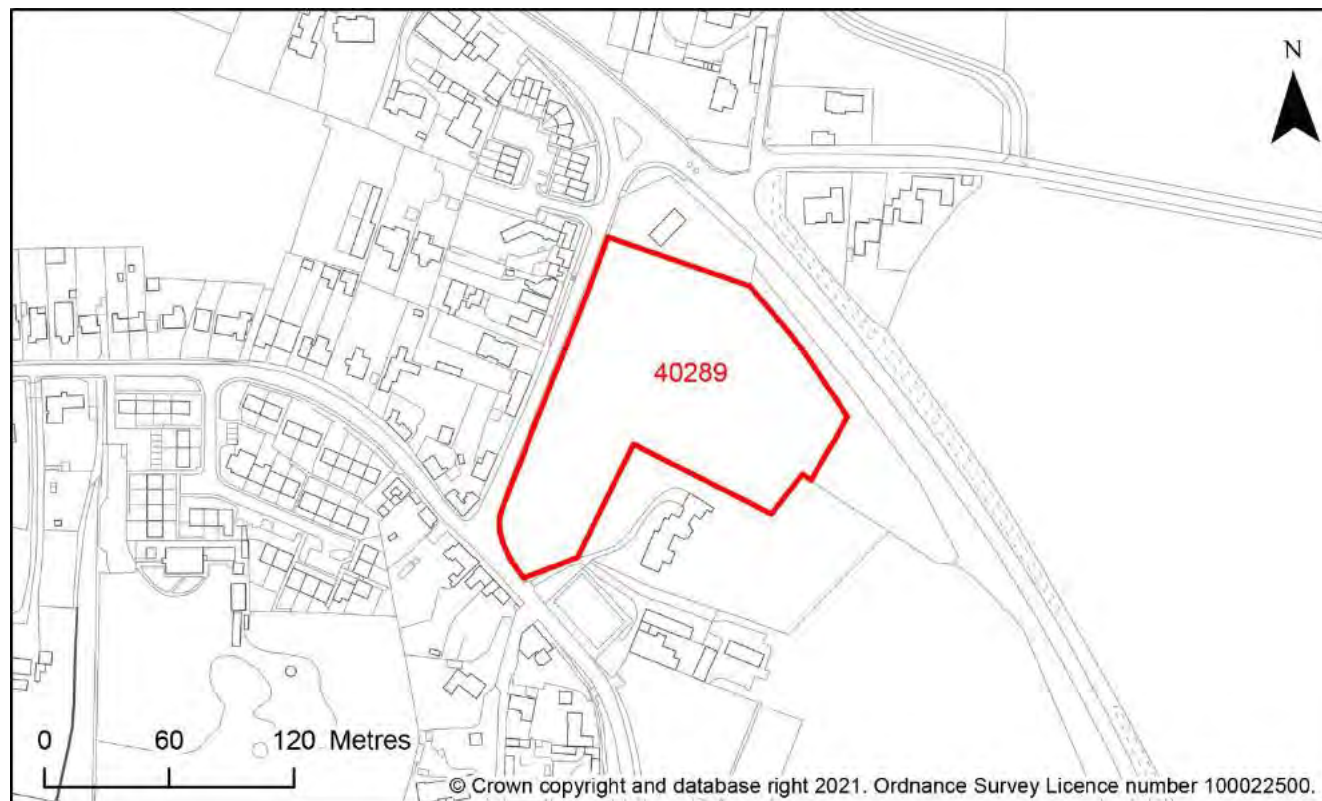 N
40289
0 60 120 Metres
© Crown copyright and database right 2021. Ordnance Survey Licence number 100022500.